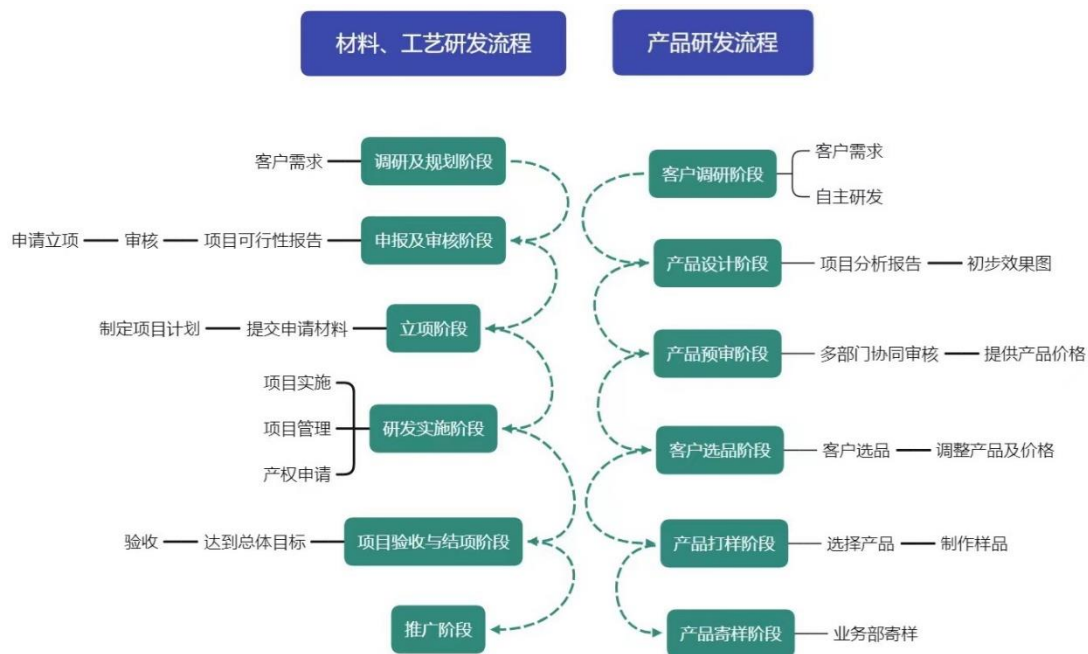 材料、工艺研发流程
产品研发流程
客户需求
调研及规划阶段
申请立项
审核
项目可行性报告
申报及审核阶段
制定项目计划
提交申请材料
立项阶段
项目实施
项目管理
产权申请
研发实施阶段
验收
达到总体目标
项目验收与结项阶段
推广阶段
客户调研阶段
客户需求
自主研发
产品设计阶段
项目分析报告
初步效果图
产品预审阶段
多部门协同审核
提供产品价格
客户选品阶段
客户选品
调整产品及价格
产品打样阶段
选择产品
制作样品
产品寄样阶段
业务部寄样